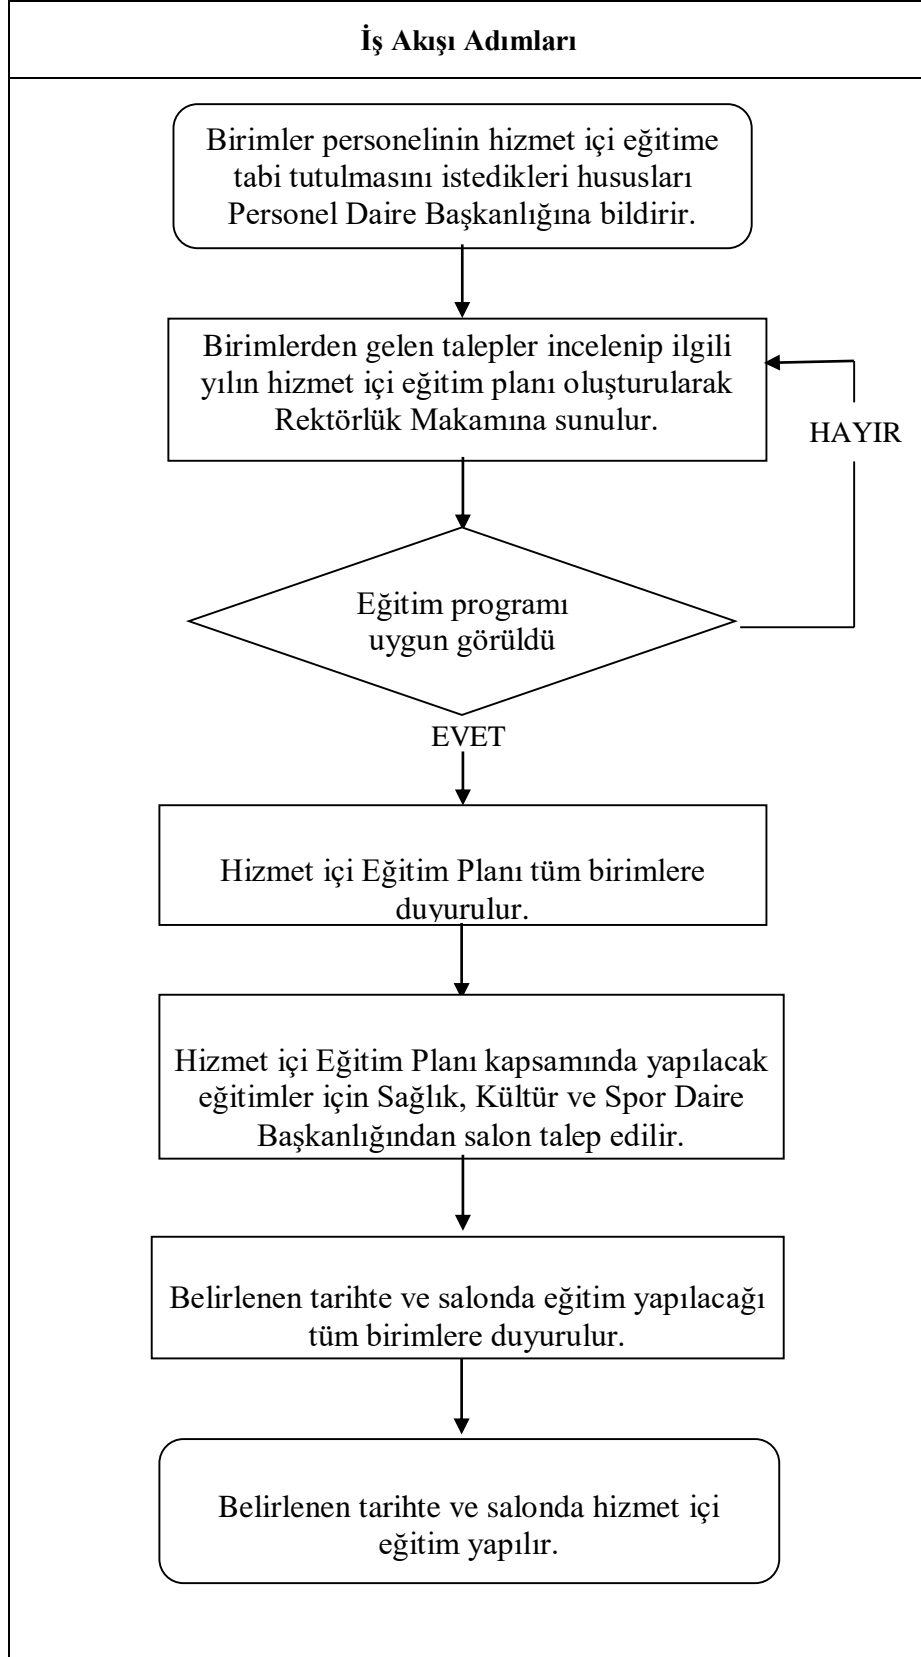 İş Akışı Adımları
Birimler personelinin hizmet içi eğitime
tabi tutulmasını istedikleri hususları
Personel Daire Başkanlığına bildirir.
Birimlerden gelen talepler incelenip ilgili
yılın hizmet içi eğitim planı oluşturularak
Rektörlük Makamına sunulur.
HAYIR
Eğitim programı
uygun görüldü
EVET
Hizmet içi Eğitim Planı tüm birimlere
duyurulur.
Hizmet içi Eğitim Planı kapsamında yapılacak
eğitimler için Sağlık, Kültür ve Spor Daire
Başkanlığından salon talep edilir.
Belirlenen tarihte ve salonda eğitim yapılacağı
tüm birimlere duyurulur.
Belirlenen tarihte ve salonda hizmet içi
eğitim yapılır.